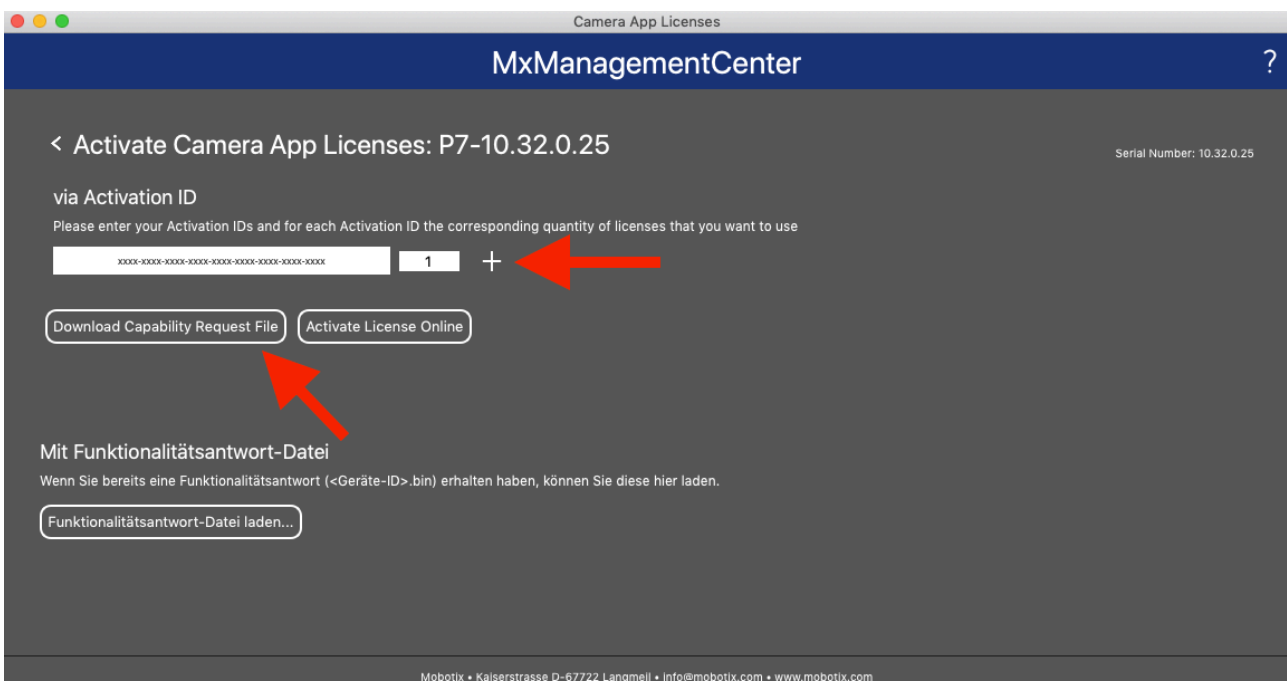 Camera App Licenses
MxManagementCenter
?
< Activate Camera App Licenses: P7-10.32.0.25
Serial Number: 10.32.0.25
via Activation ID
Please enter your Activation IDs and for each Activation ID the corresponding quantity of licenses that you want to use
xxxx-xxxx-xxxx-xxxx-xxxx-xxxx-xxxx-xxxx-xxxx 1 +
Download Capability Request File Activate License Online
Mit Funktionalitätsantwort-Datei
Wenn Sie bereits eine Funktionalitätsantwort (<Geräte-ID>.bin) erhalten haben, können Sie diese hier laden.
Funktionalitätsantwort-Datei laden...
Mobotix • Kaiserstrasse D-67722 Langmeil • info@mobotix.com • www.mobotix.com